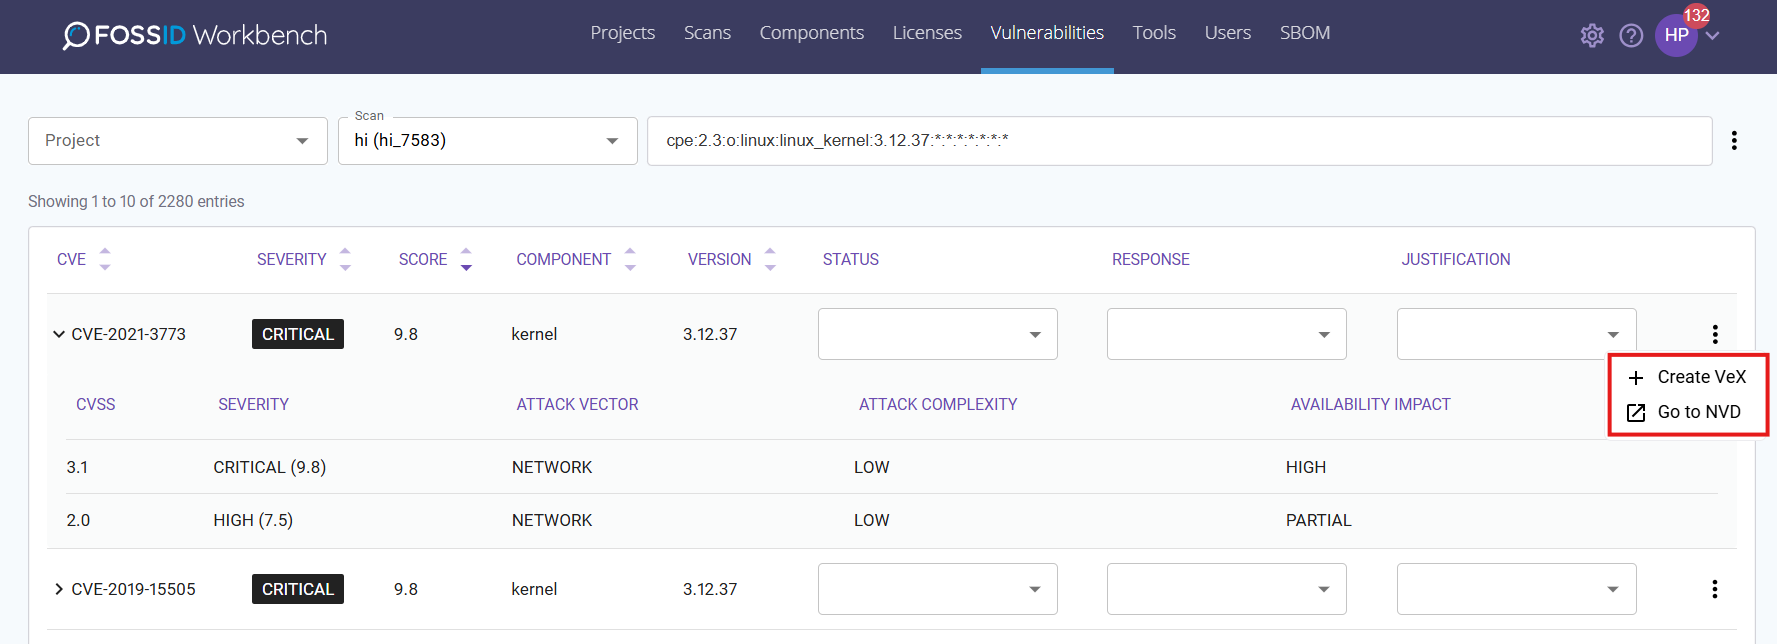 FOSSID Workbench Projects Scans Components Licenses Vulnerabilities Tools Users SBOM HP 132
Project Scan hi (hi_7583) cpe:2.3:o:linux:linux_kernel:3.12.37:*:*:*:*:*:*:*
Showing 1 to 10 of 2280 entries
CVE SEVERITY SCORE COMPONENT VERSION STATUS RESPONSE JUSTIFICATION
CVE-2021-3773 CRITICAL 9.8 kernel 3.12.37
Create VeX
Go to NVD
CVSS SEVERITY ATTACK VECTOR ATTACK COMPLEXITY AVAILABILITY IMPACT
3.1 CRITICAL (9.8) NETWORK LOW HIGH
2.0 HIGH (7.5) NETWORK LOW PARTIAL
CVE-2019-15505 CRITICAL 9.8 kernel 3.12.37